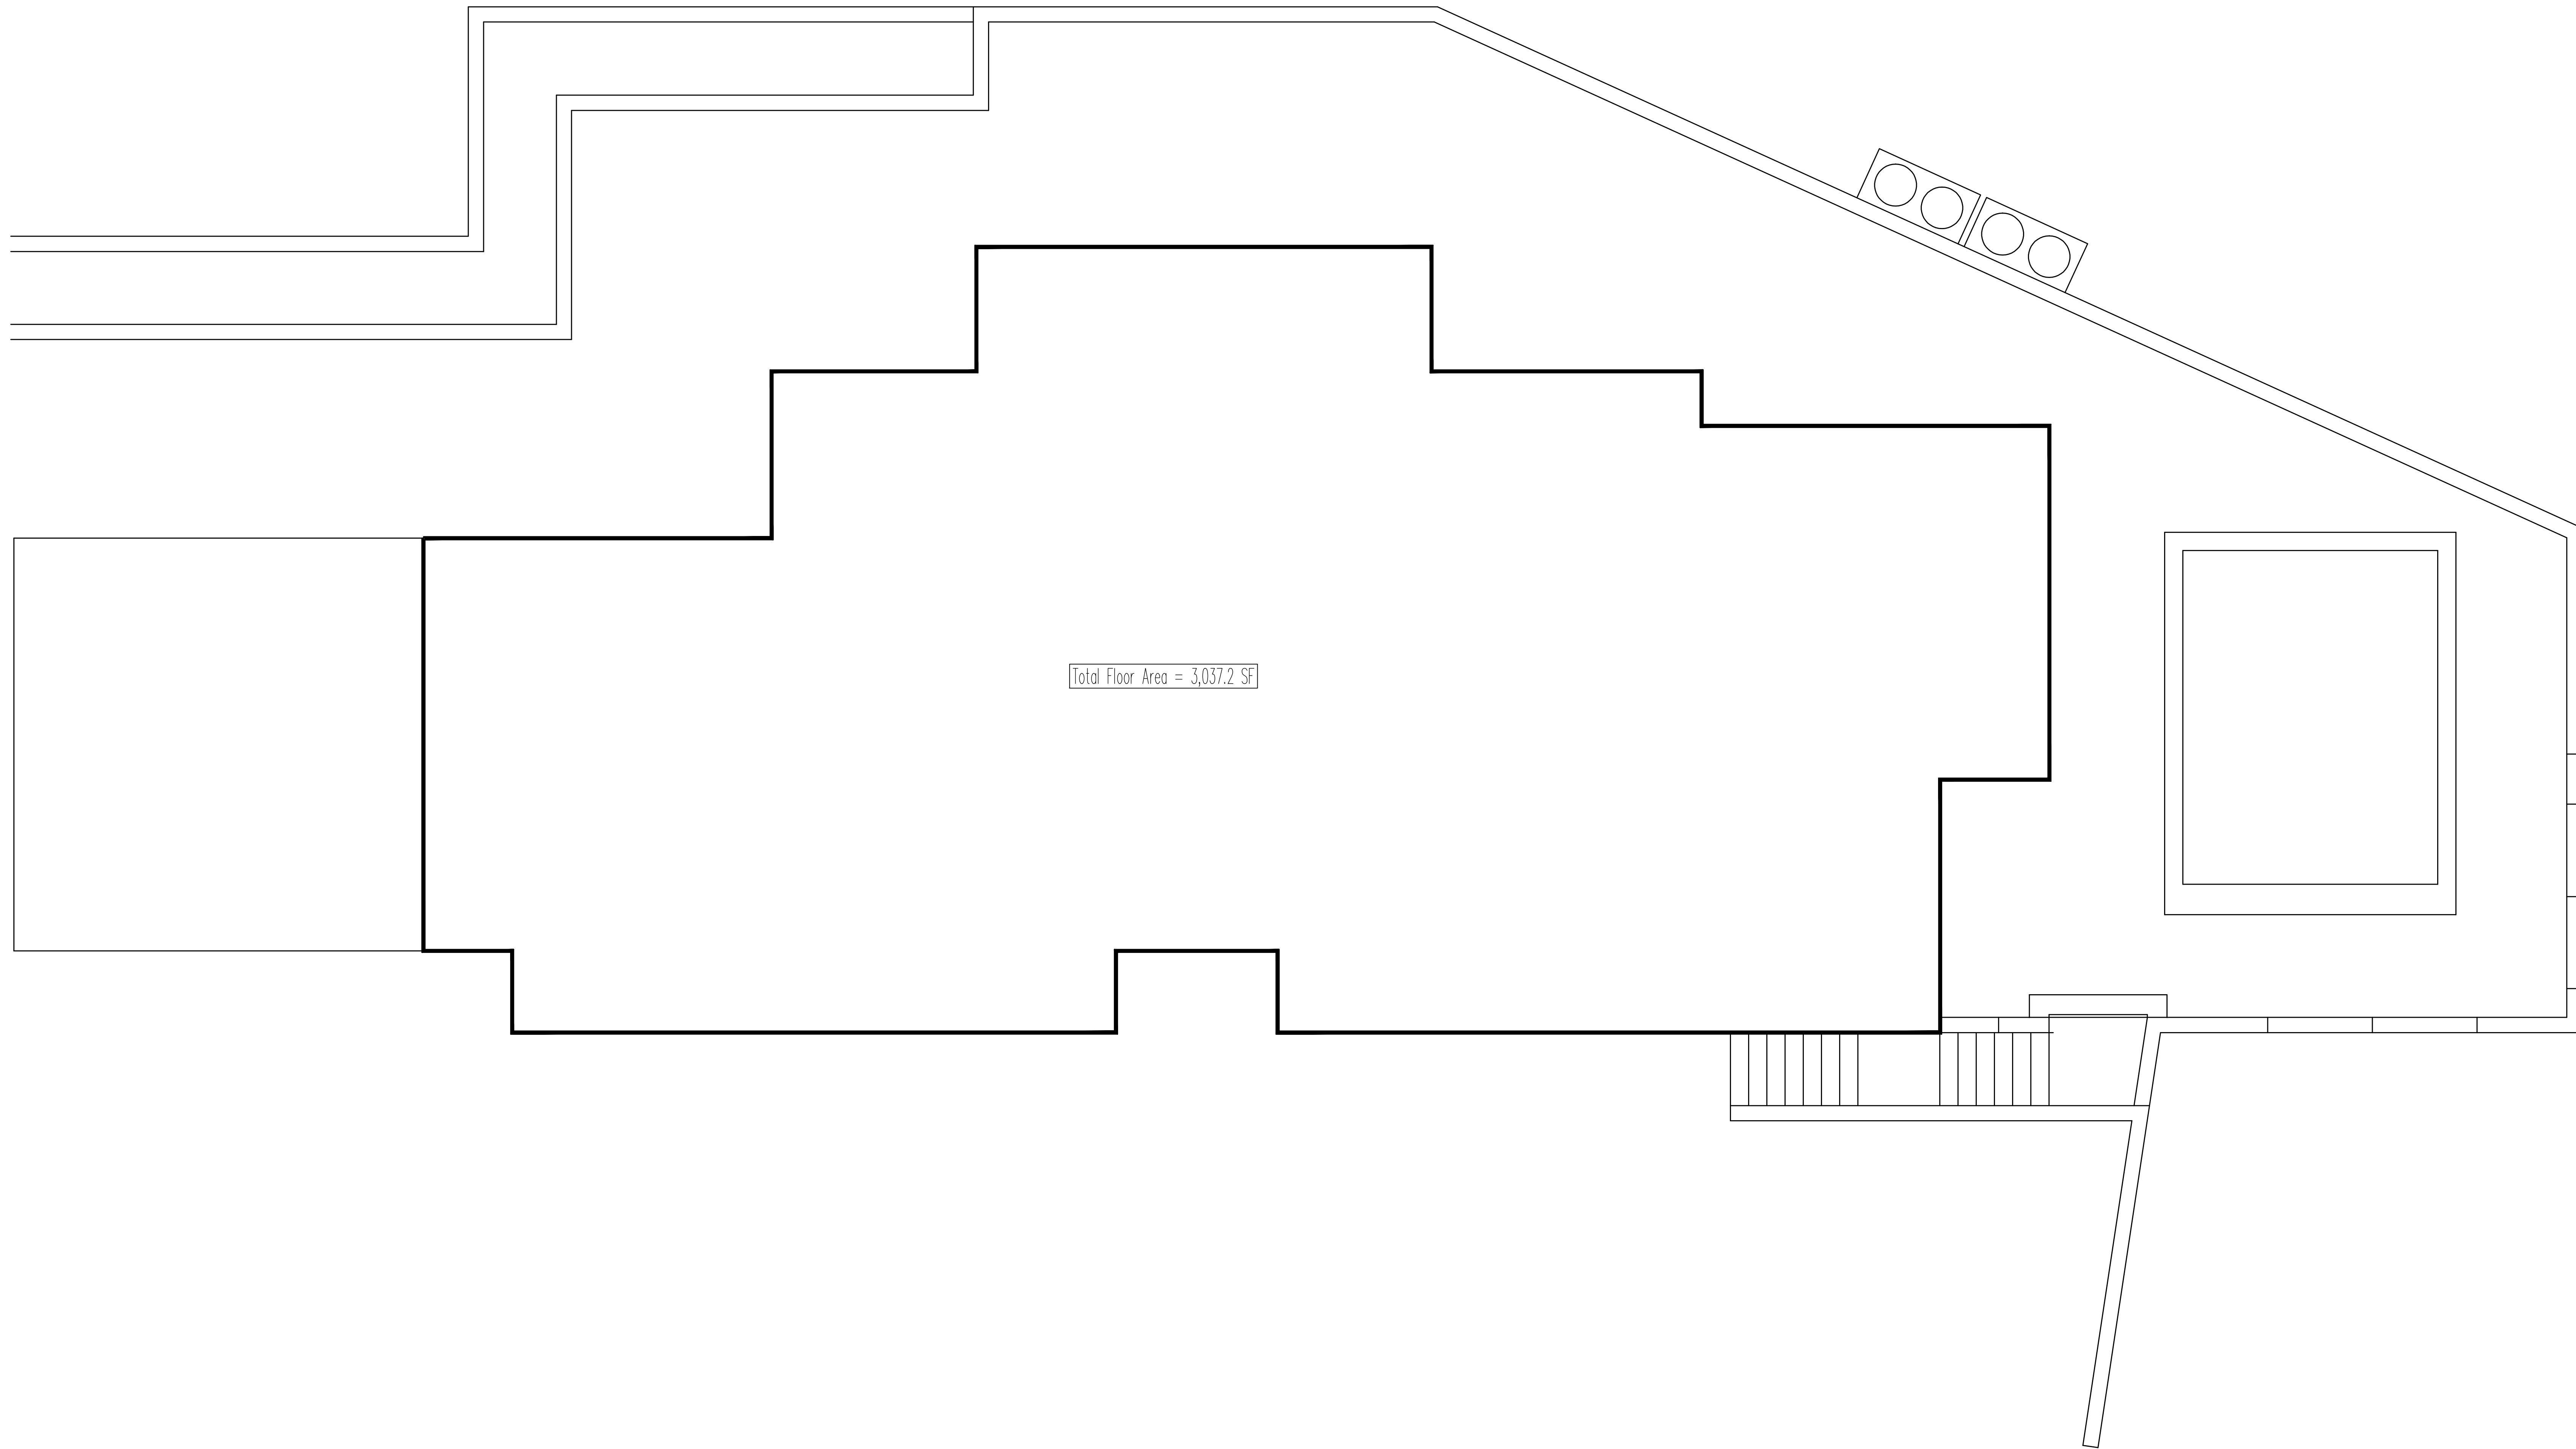 Total Floor Area = 3,037.2 SF